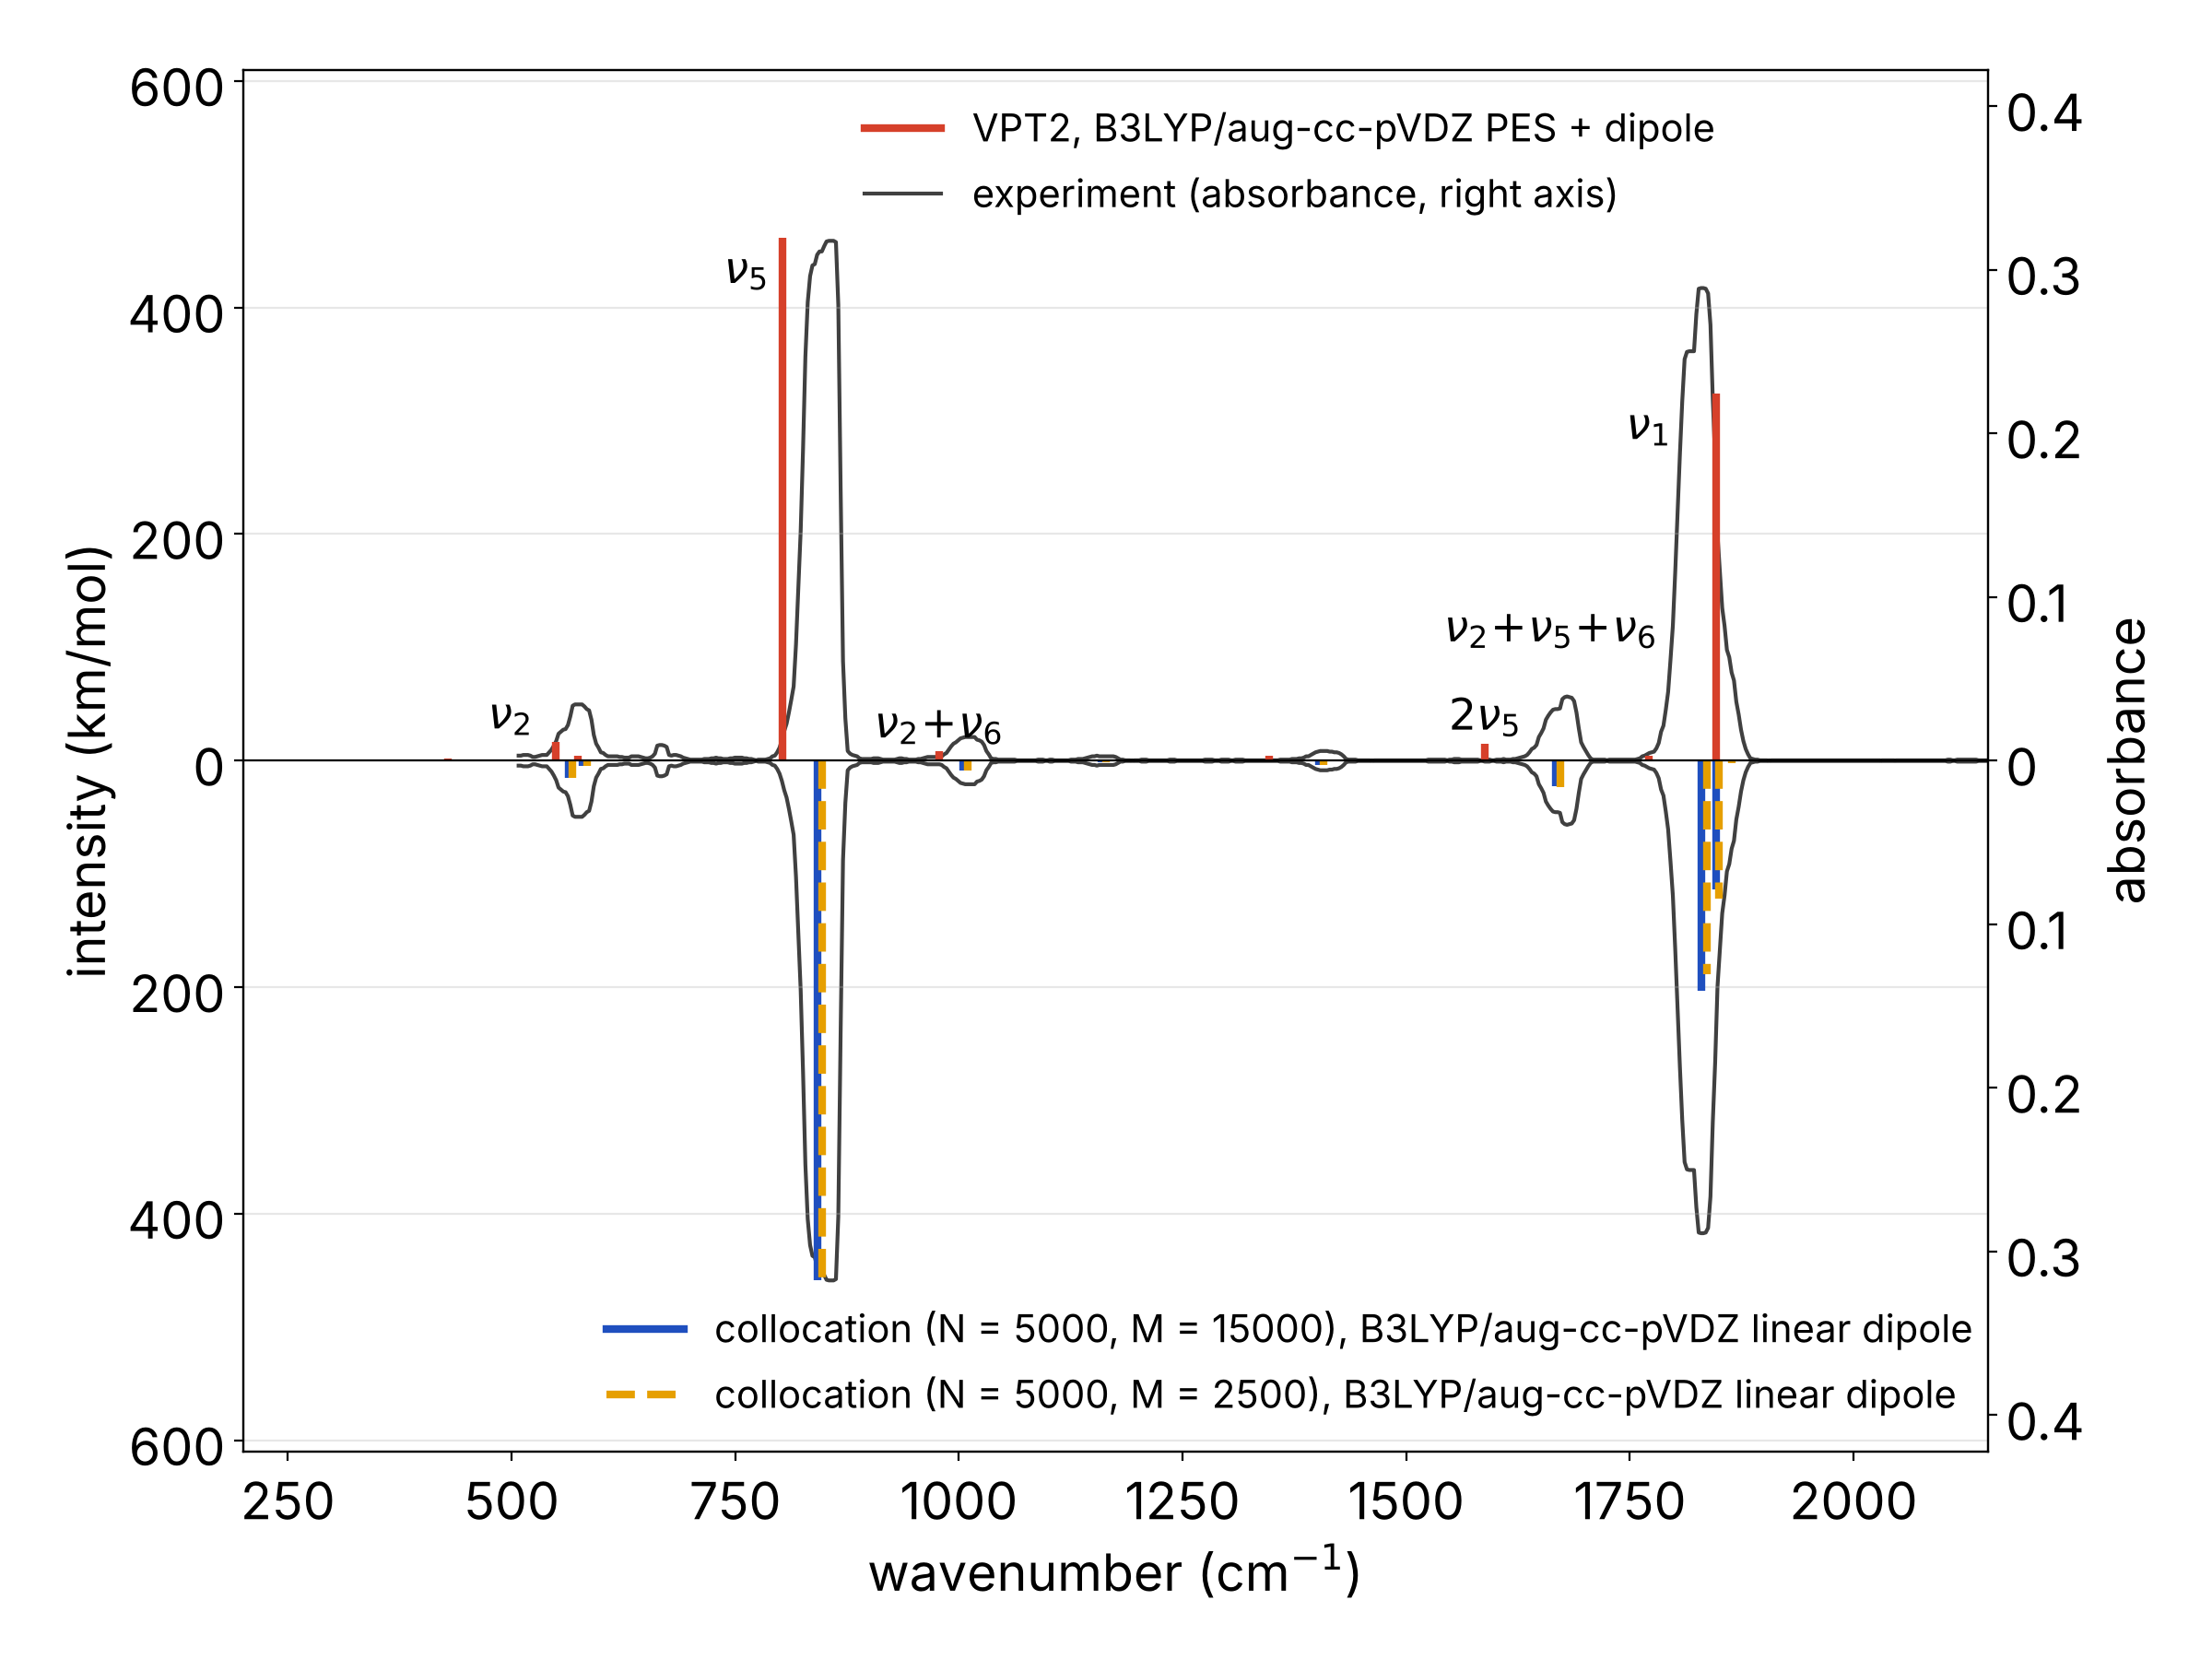 600
400
200
0
200
400
600
intensity (km/mol)
0.4
0.3
0.2
0.1
0
0.1
0.2
0.3
0.4
absorbance
VPT2, B3LYP/aug-cc-pVDZ PES + dipole
experiment (absorbance, right axis)
ν5
ν1
ν2+ν5+ν6
ν2
ν2+ν6
2ν5
collocation (N = 5000, M = 15000), B3LYP/aug-cc-pVDZ linear dipole
collocation (N = 5000, M = 2500), B3LYP/aug-cc-pVDZ linear dipole
250 500 750 1000 1250 1500 1750 2000
wavenumber (cm⁻¹)